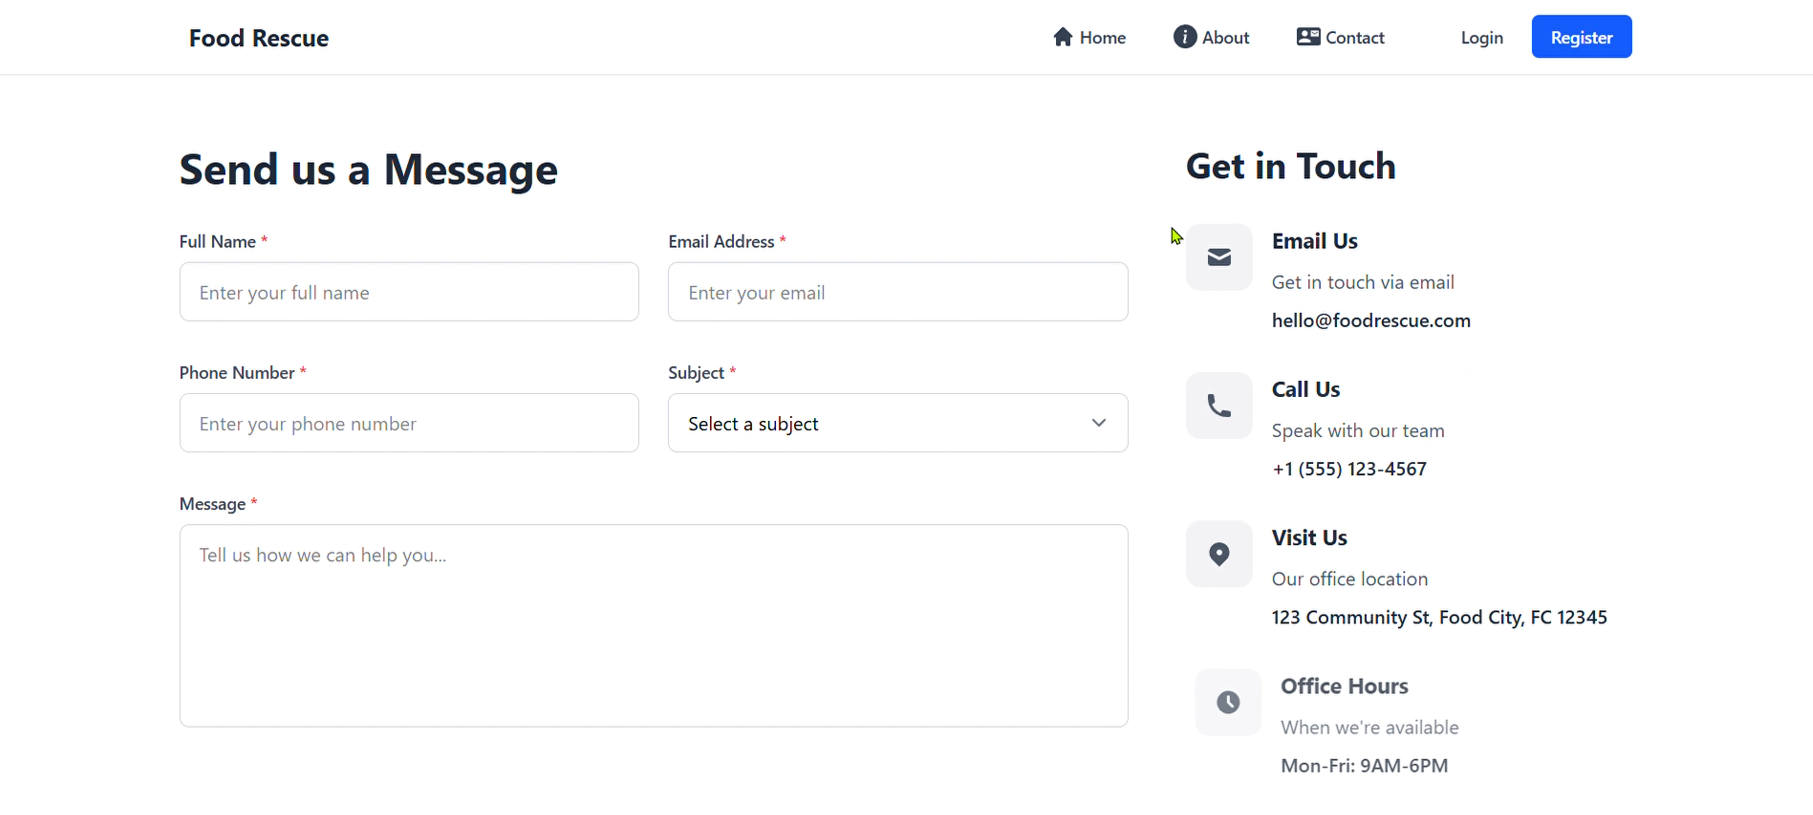 Food Rescue
Home
About
Contact
Login
Register
Send us a Message
Full Name *
Enter your full name
Email Address *
Enter your email
Phone Number *
Enter your phone number
Subject *
Select a subject
Message *
Tell us how we can help you...
Get in Touch
Email Us
Get in touch via email
hello@foodrescue.com
Call Us
Speak with our team
+1 (555) 123-4567
Visit Us
Our office location
123 Community St, Food City, FC 12345
Office Hours
When we're available
Mon-Fri: 9AM-6PM